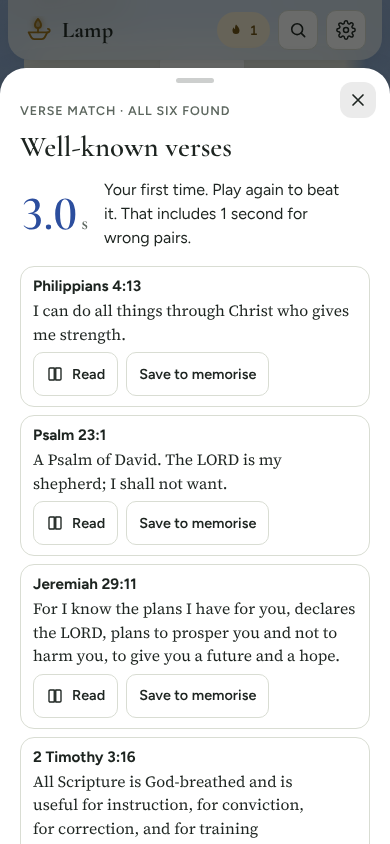 Lamp
1
VERSE MATCH · ALL SIX FOUND
Well-known verses
3.0 s
Your first time. Play again to beat
it. That includes 1 second for
wrong pairs.
Philippians 4:13
I can do all things through Christ who gives
me strength.
Read
Save to memorise
Psalm 23:1
A Psalm of David. The LORD is my
shepherd; I shall not want.
Read
Save to memorise
Jeremiah 29:11
For I know the plans I have for you, declares
the LORD, plans to prosper you and not to
harm you, to give you a future and a hope.
Read
Save to memorise
2 Timothy 3:16
All Scripture is God-breathed and is
useful for instruction, for conviction,
for correction, and for training